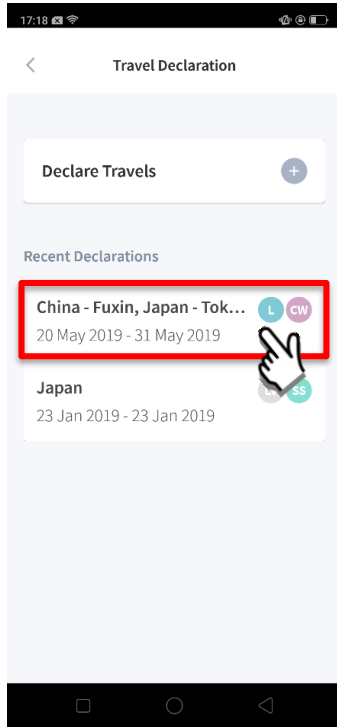 17:18
Travel Declaration
Declare Travels
Recent Declarations
China - Fuxin, Japan - Tok...
L CW
20 May 2019 - 31 May 2019
Japan
SS
23 Jan 2019 - 23 Jan 2019